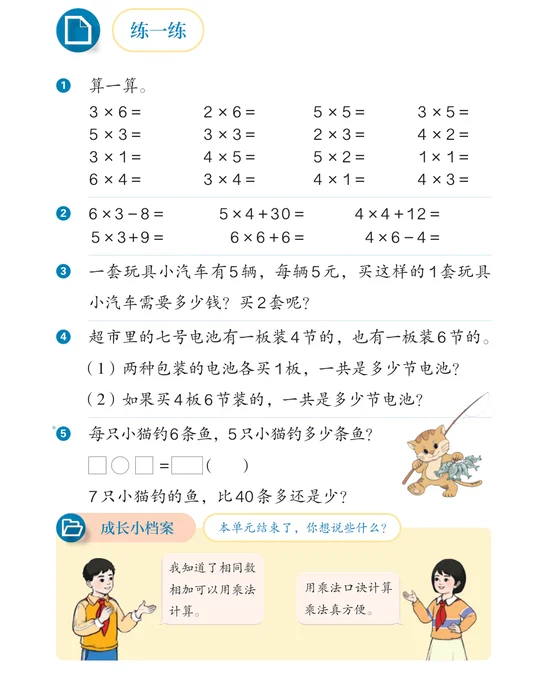 练一练
1 算一算。
3×6= 2×6= 5×5= 3×5=
5×3= 3×3= 2×3= 4×2=
3×1= 4×5= 5×2= 1×1=
6×4= 3×4= 4×1= 4×3=
2 6×3-8= 5×4+30= 4×4+12=
5×3+9= 6×6+6= 4×6-4=
3 一套玩具小汽车有5辆，每辆5元，买这样的1套玩具
小汽车需要多少钱？买2套呢？
4 超市里的七号电池有一板装4节的，也有一板装6节的。
（1）两种包装的电池各买1板，一共是多少节电池？
（2）如果买4板6节装的，一共是多少节电池？
*5 每只小猫钓6条鱼，5只小猫钓多少条鱼？
□○□=□（ ）
7只小猫钓的鱼，比40条多还是少？
成长小档案
本单元结束了，你想说些什么？
我知道了相同数
相加可以用乘法
计算。
用乘法口诀计算
乘法真方便。